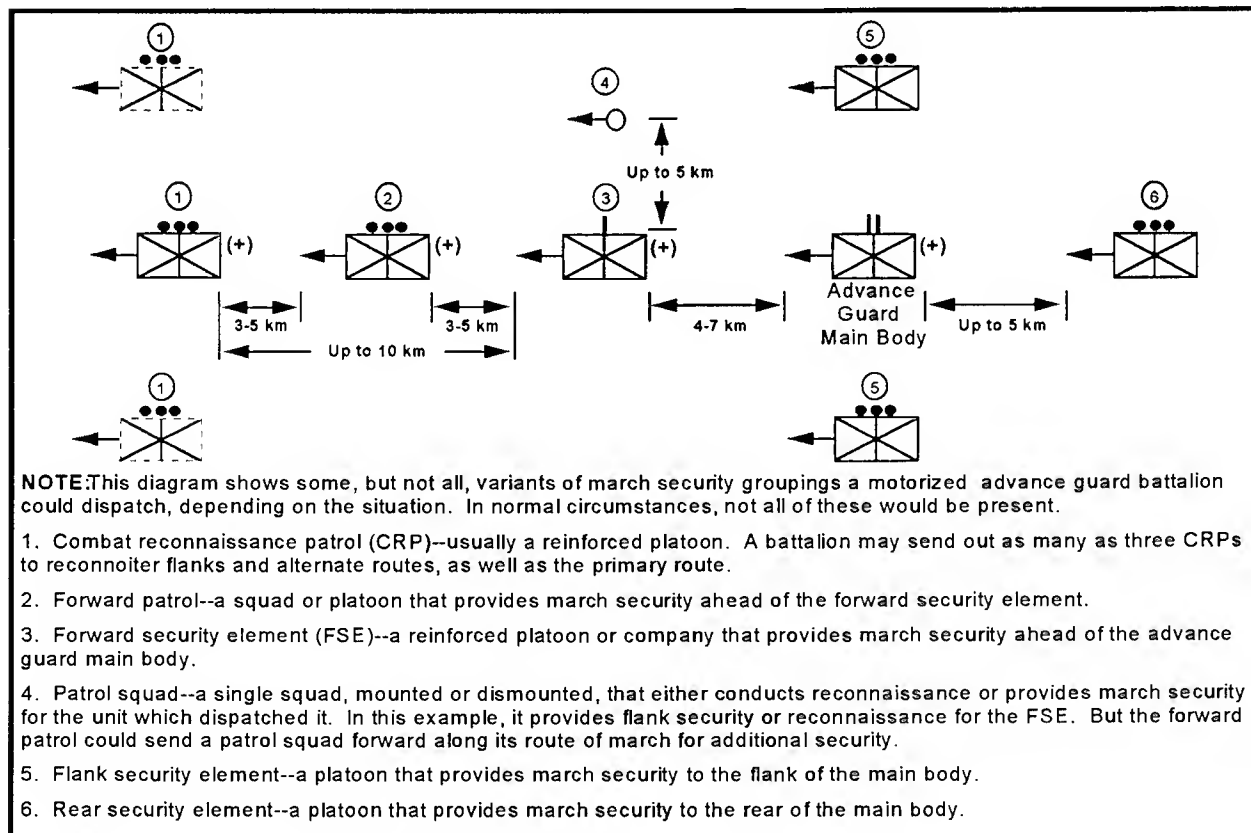 1
5
4
Up to 5 km
1
2
3
6
(+)
(+)
(+)
(+)
Advance
Guard
Main Body
3-5 km
3-5 km
4-7 km
Up to 5 km
Up to 10 km
1
5
NOTE:This diagram shows some, but not all, variants of march security groupings a motorized advance guard battalion
could dispatch, depending on the situation. In normal circumstances, not all of these would be present.
1. Combat reconnaissance patrol (CRP)--usually a reinforced platoon. A battalion may send out as many as three CRPs
to reconnoiter flanks and alternate routes, as well as the primary route.
2. Forward patrol--a squad or platoon that provides march security ahead of the forward security element.
3. Forward security element (FSE)--a reinforced platoon or company that provides march security ahead of the advance
guard main body.
4. Patrol squad--a single squad, mounted or dismounted, that either conducts reconnaissance or provides march security
for the unit which dispatched it. In this example, it provides flank security or reconnaissance for the FSE. But the forward
patrol could send a patrol squad forward along its route of march for additional security.
5. Flank security element--a platoon that provides march security to the flank of the main body.
6. Rear security element--a platoon that provides march security to the rear of the main body.